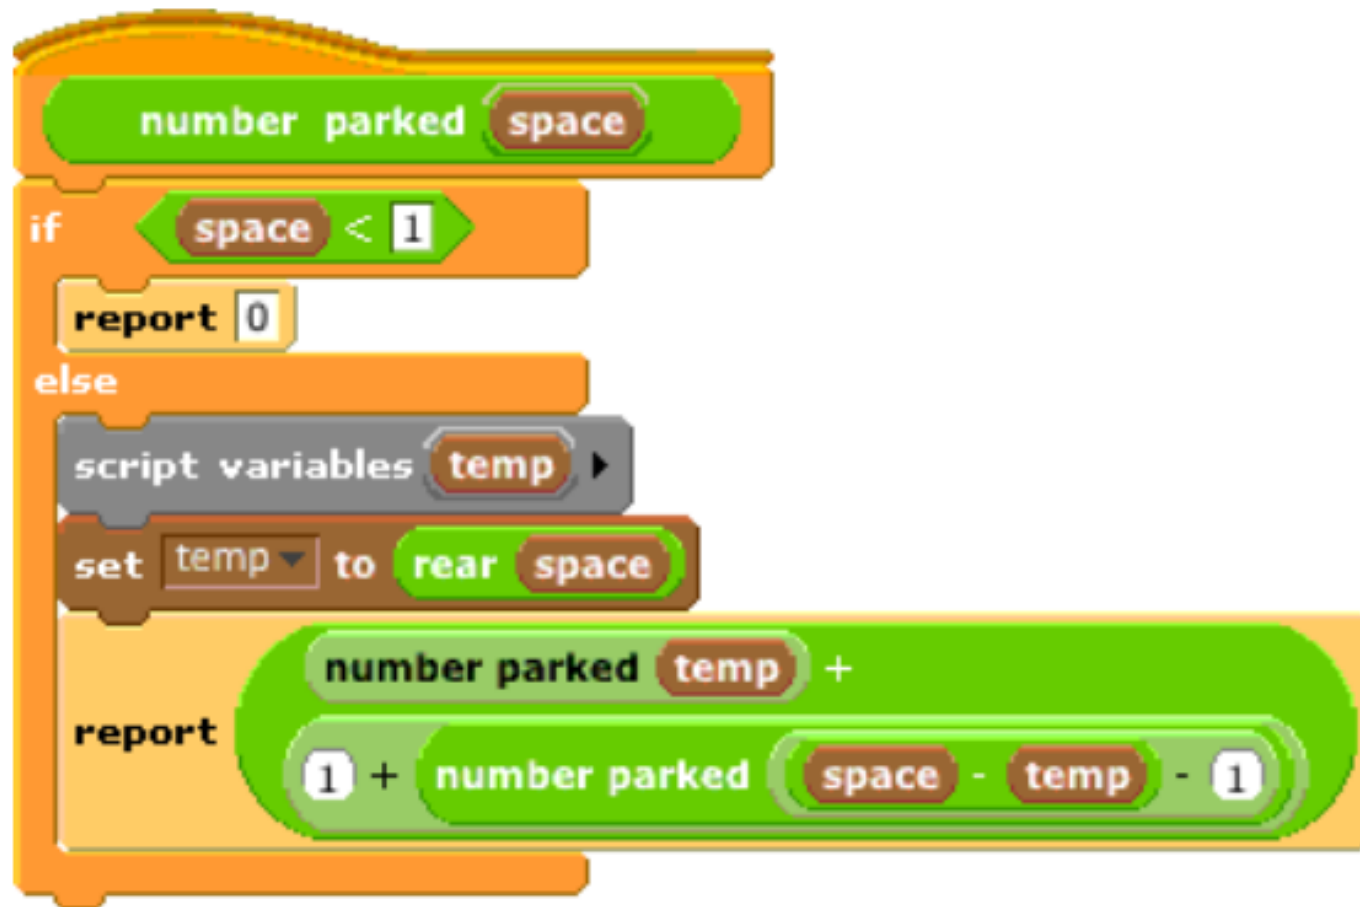 number parked space
if space < 1
report 0
else
script variables temp
set temp to rear space
number parked temp +
report
1 + number parked space - temp - 1